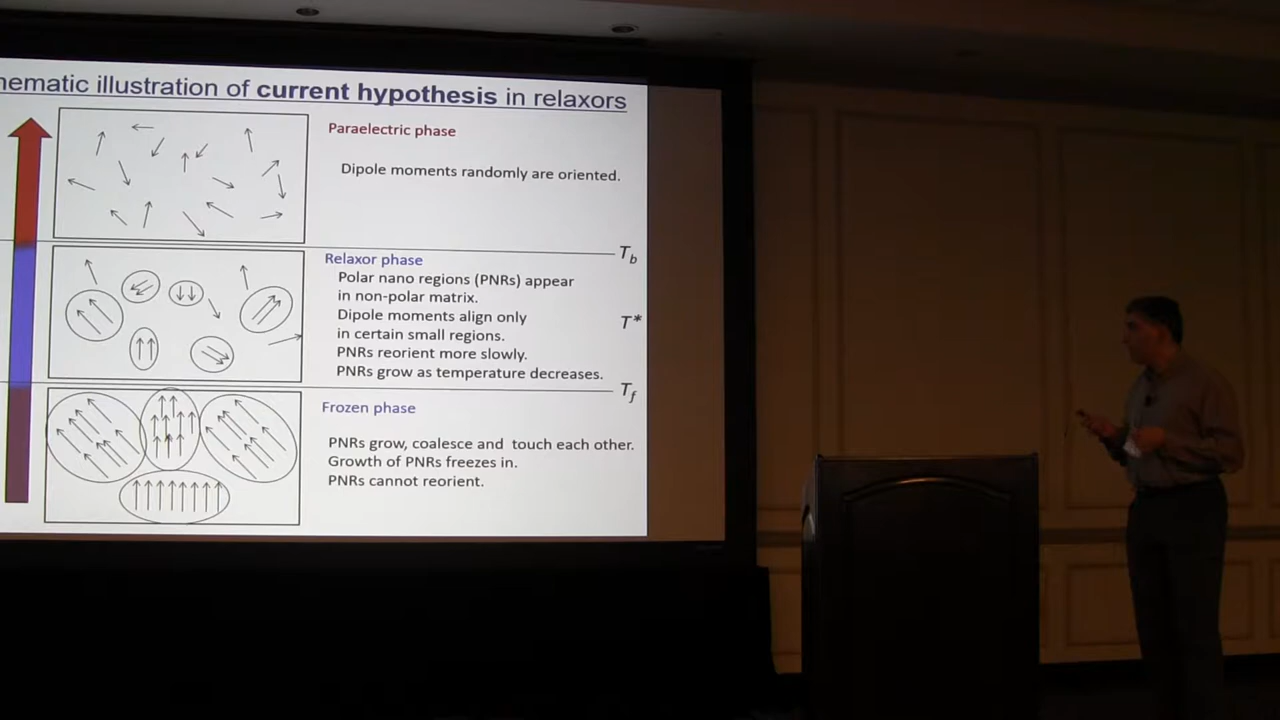 hematic illustration of current hypothesis in relaxors
Paraelectric phase
Dipole moments randomly are oriented.
Tb
Relaxor phase
Polar nano regions (PNRs) appear
in non-polar matrix.
Dipole moments align only
T*
in certain small regions.
PNRs reorient more slowly.
PNRs grow as temperature decreases.
Tf
Frozen phase
PNRs grow, coalesce and touch each other.
Growth of PNRs freezes in.
PNRs cannot reorient.